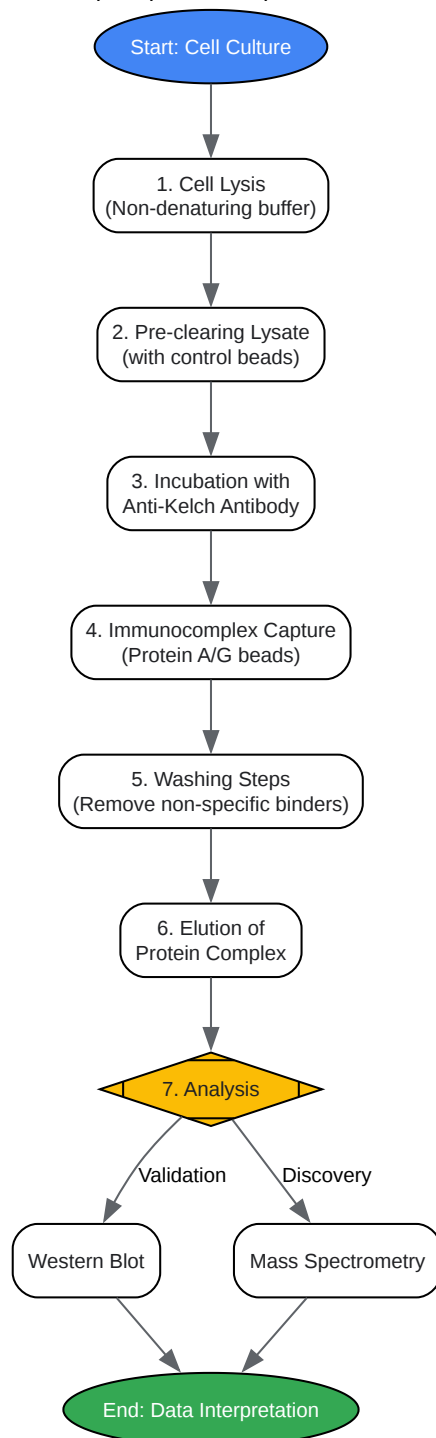 Start: Cell Culture
1. Cell Lysis
(Non-denaturing buffer)
2. Pre-clearing Lysate
(with control beads)
3. Incubation with
Anti-Kelch Antibody
4. Immunocomplex Capture
(Protein A/G beads)
5. Washing Steps
(Remove non-specific binders)
6. Elution of
Protein Complex
7. Analysis
Validation
Discovery
Western Blot
Mass Spectrometry
End: Data Interpretation